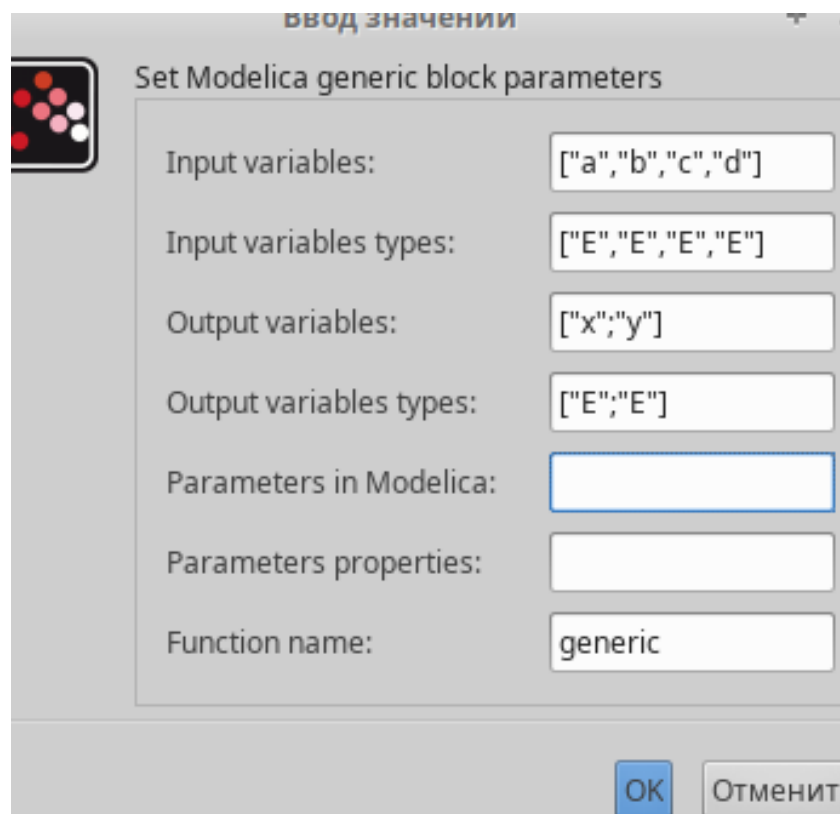 Ввод значений
Set Modelica generic block parameters
Input variables: ["a","b","c","d"]
Input variables types: ["E","E","E","E"]
Output variables: ["x";"y"]
Output variables types: ["E";"E"]
Parameters in Modelica:
Parameters properties:
Function name: generic
OK Отменит